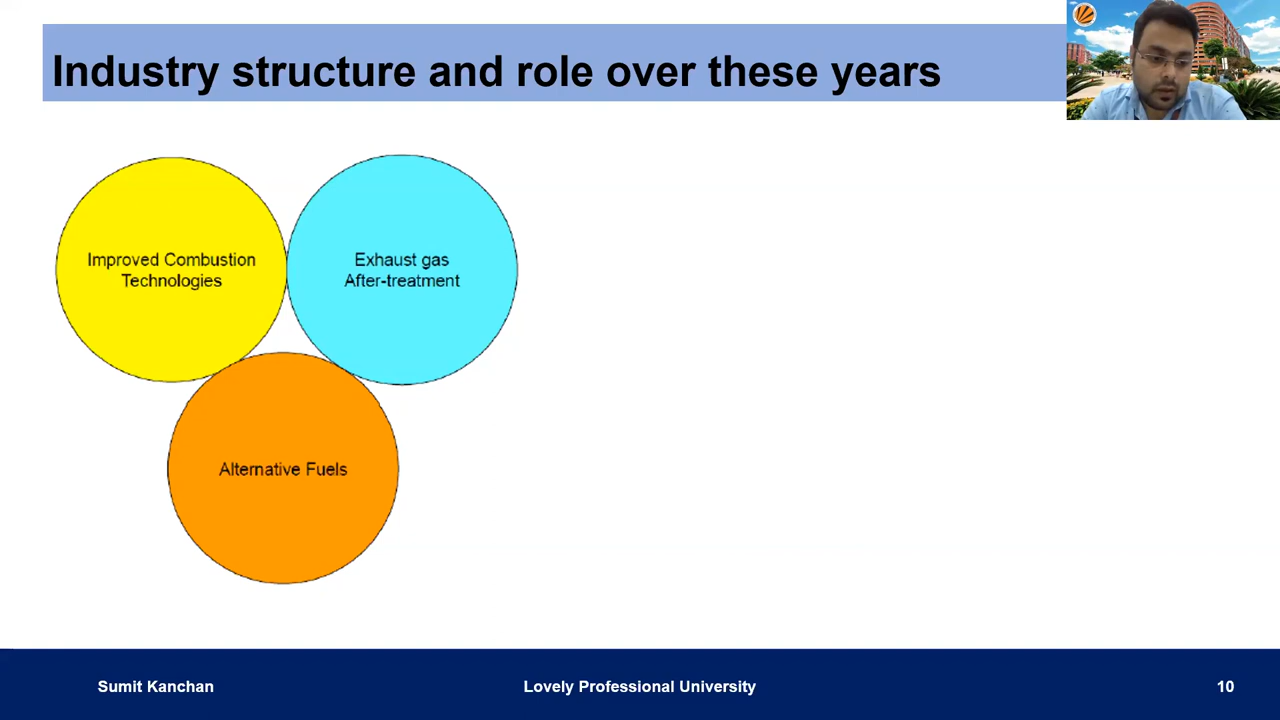 Industry structure and role over these years
Improved Combustion
Technologies
Exhaust gas
After-treatment
Alternative Fuels
Sumit Kanchan
Lovely Professional University
10